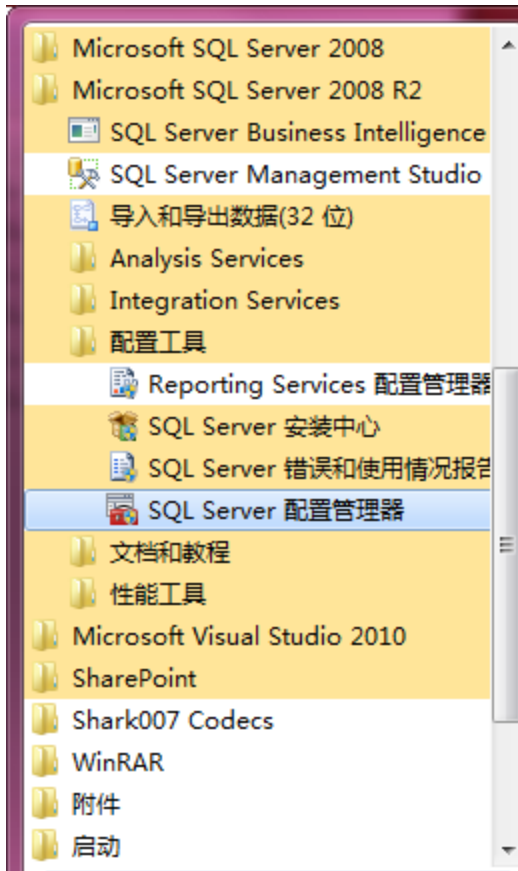 Microsoft SQL Server 2008
Microsoft SQL Server 2008 R2
SQL Server Business Intelligence
SQL Server Management Studio
导入和导出数据(32 位)
Analysis Services
Integration Services
配置工具
Reporting Services 配置管理器
SQL Server 安装中心
SQL Server 错误和使用情况报告
SQL Server 配置管理器
文档和教程
性能工具
Microsoft Visual Studio 2010
SharePoint
Shark007 Codecs
WinRAR
附件
启动